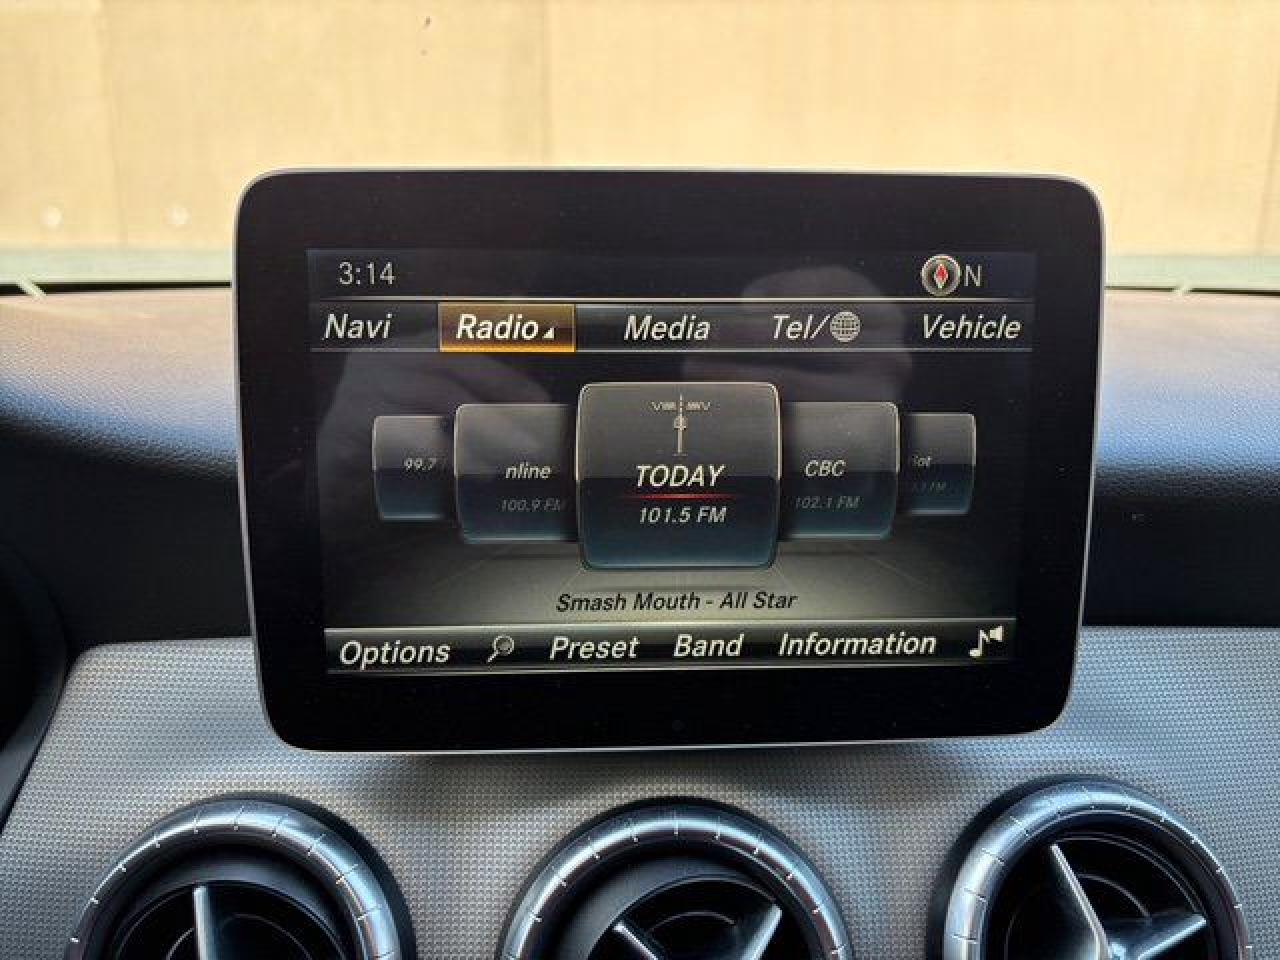 3:14 N
Navi Radio Media Tel/ Vehicle
99.7 nline TODAY CBC
100.9 FM 101.5 FM 102.1 FM
Smash Mouth - All Star
Options Preset Band Information